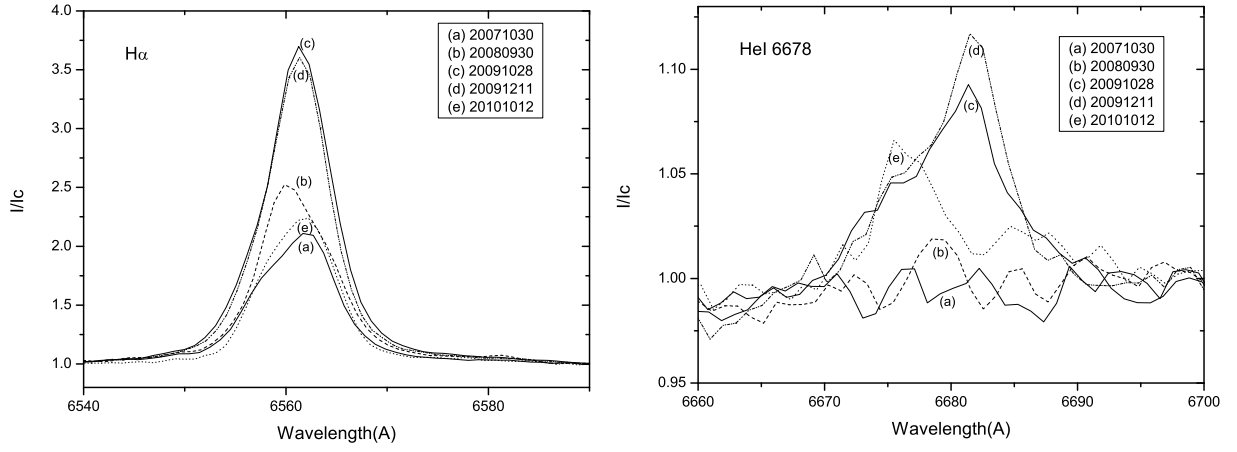 4.0
3.5
3.0
2.5
2.0
1.5
1.0
I/Ic
Hα
(a) 20071030
(b) 20080930
(c) 20091028
(d) 20091211
(e) 20101012
(c)
(d)
(b)
(e)
(a)
6540
6560
6580
Wavelength(A)
1.10
1.05
1.00
0.95
I/Ic
HeI 6678
(a) 20071030
(b) 20080930
(c) 20091028
(d) 20091211
(e) 20101012
(d)
(c)
(e)
(b)
(a)
6660
6670
6680
6690
6700
Wavelength(A)